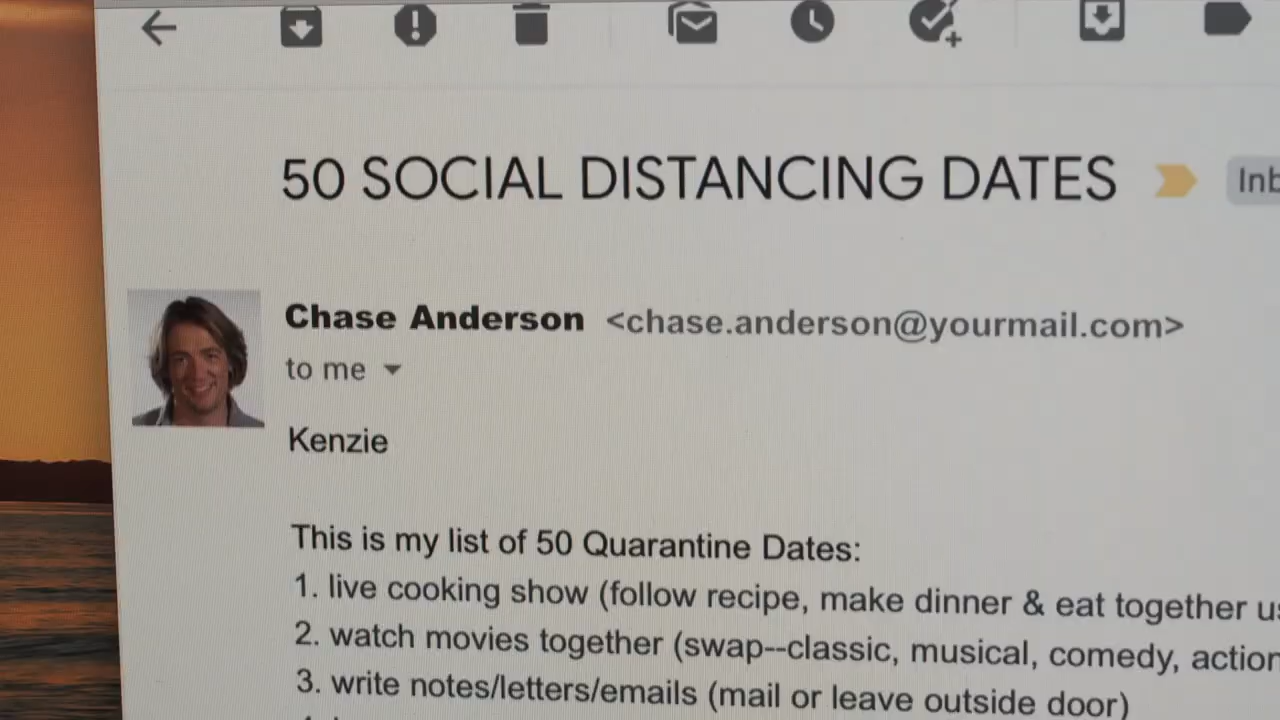 50 SOCIAL DISTANCING DATES
Chase Anderson <chase.anderson@yourmail.com>
to me
Kenzie
This is my list of 50 Quarantine Dates:
1. live cooking show (follow recipe, make dinner & eat together
2. watch movies together (swap--classic, musical, comedy, action
3. write notes/letters/emails (mail or leave outside door)